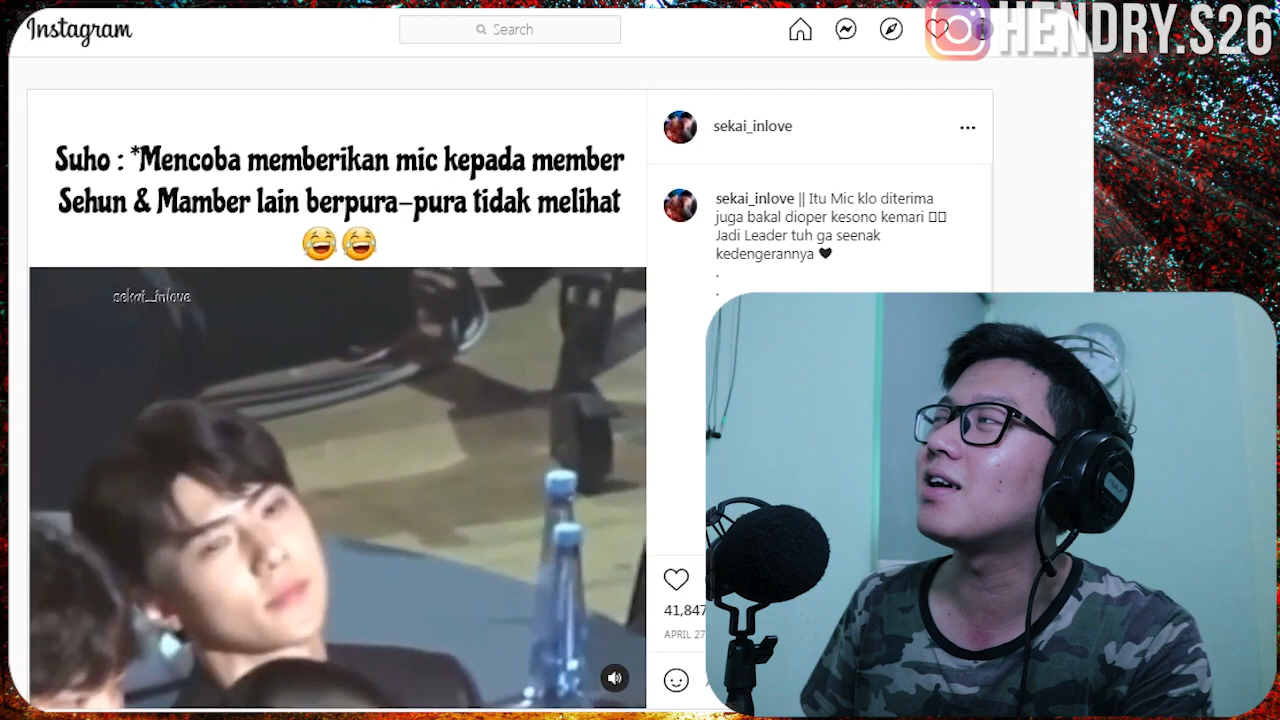 Instagram
Search
HENDRY.S26
Suho : *Mencoba memberikan mic kepada member
Sehun & Mamber lain berpura-pura tidak melihat
😂😂
sekai_inlove
sekai_inlove
sekai_inlove || Itu Mic klo diterima
juga bakal dioper kesono kemari
Jadi Leader tuh ga seenak
kedengerannya 🖤
.
.
41,847
APRIL 27